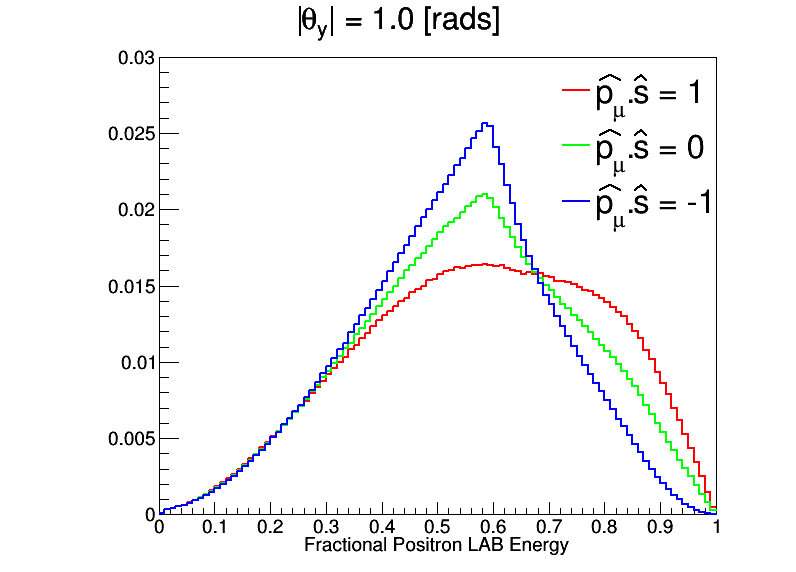 |θy| = 1.0 [rads]
0.03
0.025
0.02
0.015
0.01
0.005
0
p̂μ.ŝ = 1
p̂μ.ŝ = 0
p̂μ.ŝ = -1
0 0.1 0.2 0.3 0.4 0.5 0.6 0.7 0.8 0.9 1
Fractional Positron LAB Energy